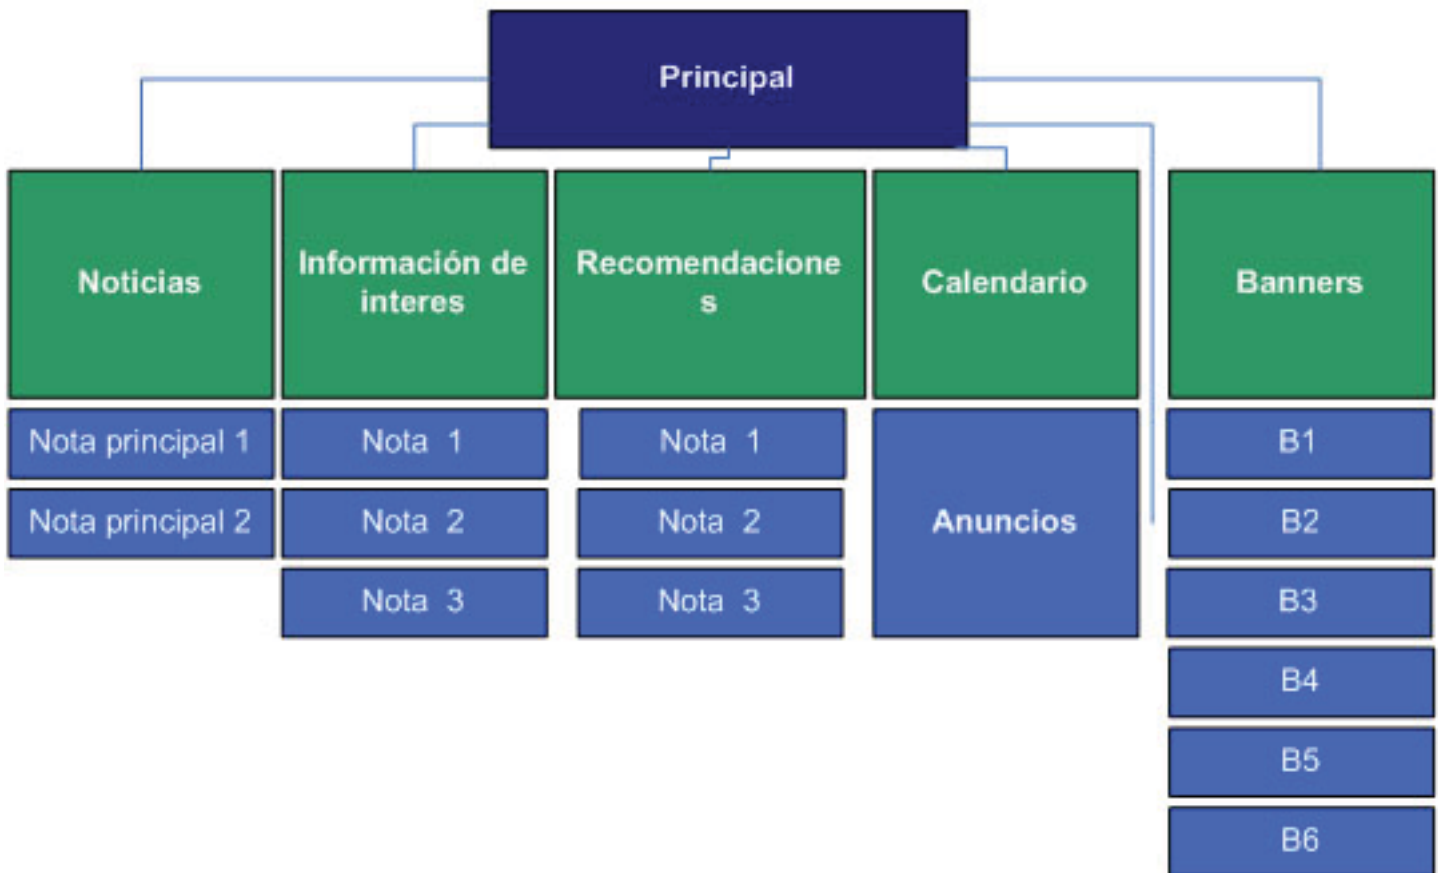 Principal
Noticias
Información de
interes
Recomendacione
s
Calendario
Banners
Nota principal 1
Nota principal 2
Nota 1
Nota 2
Nota 3
Nota 1
Nota 2
Nota 3
Anuncios
B1
B2
B3
B4
B5
B6